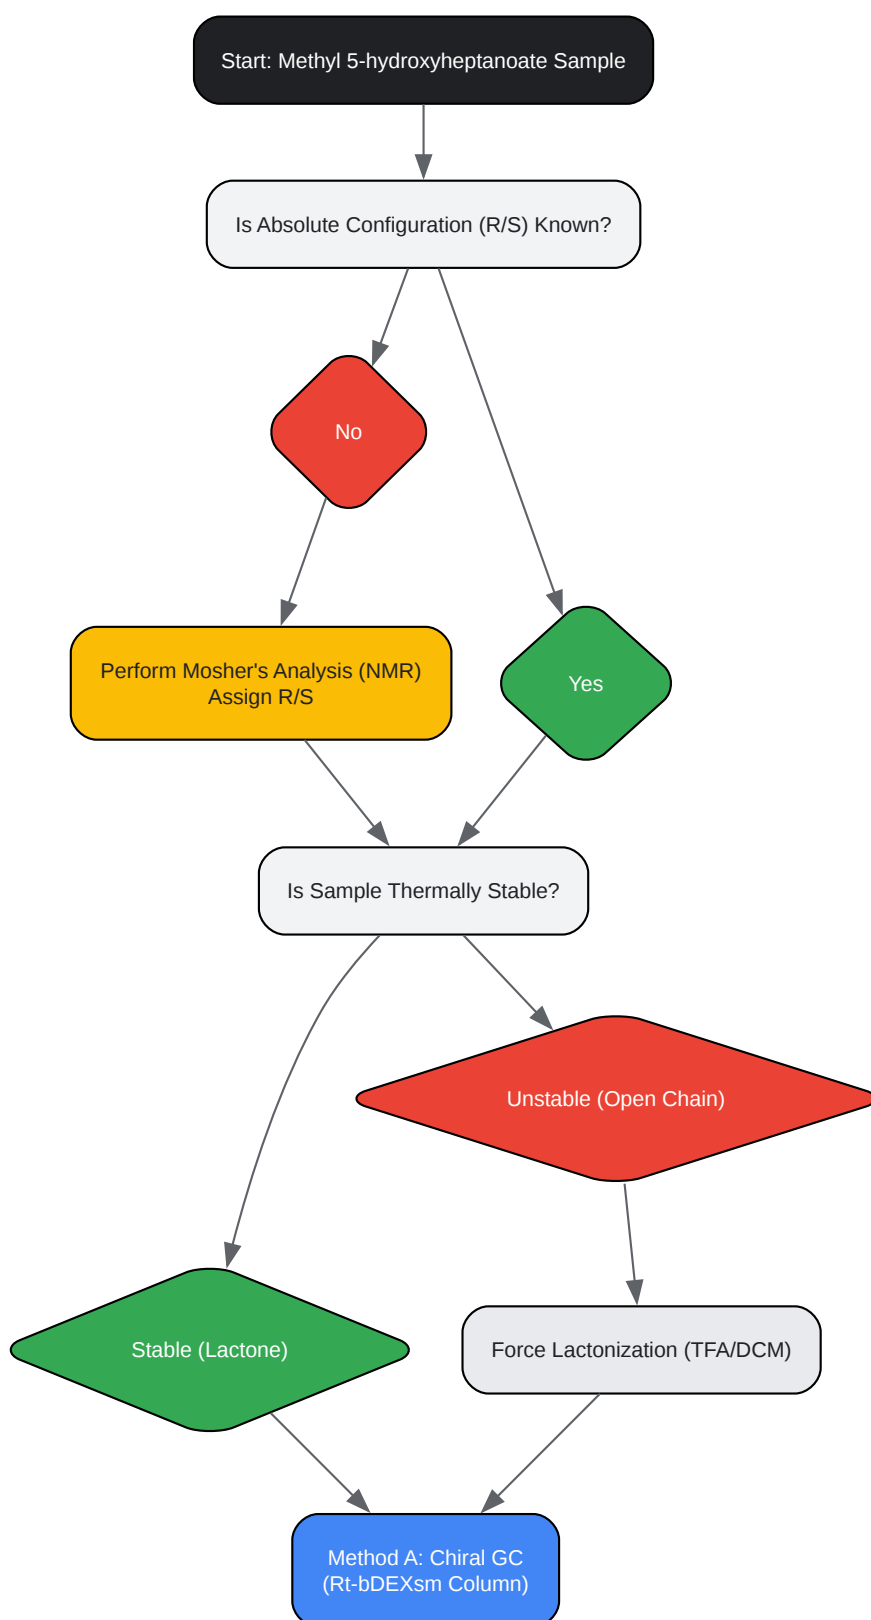 Start: Methyl 5-hydroxyheptanoate Sample
Is Absolute Configuration (R/S) Known?
No
Perform Mosher's Analysis (NMR)
Assign R/S
Yes
Is Sample Thermally Stable?
Unstable (Open Chain)
Stable (Lactone)
Force Lactonization (TFA/DCM)
Method A: Chiral GC
(Rt-bDEXsm Column)